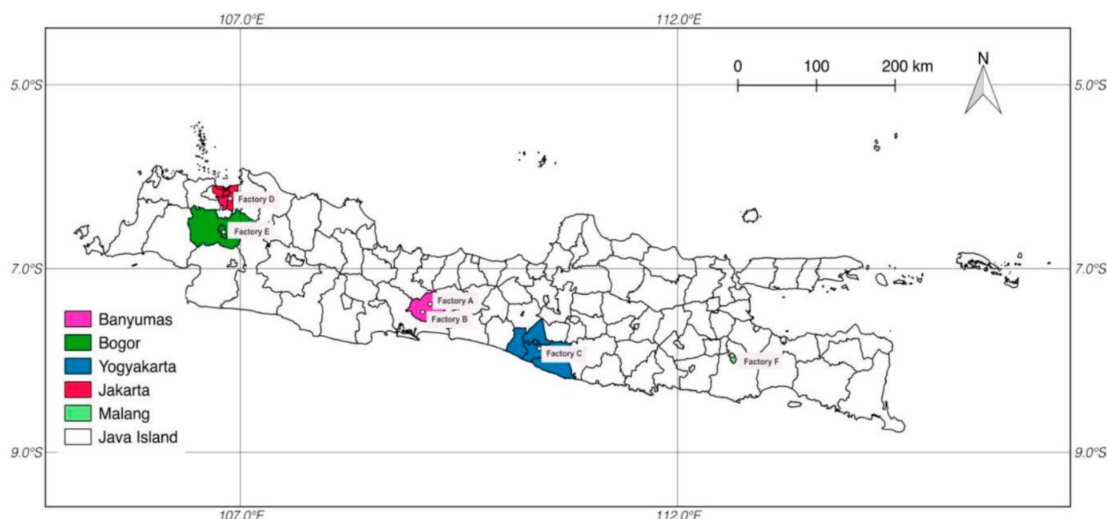 107.0°E
112.0°E
0 100 200 km
N
5.0°S
5.0°S
Factory D
Factory E
7.0°S
7.0°S
Factory A
Factory B
Factory C
Factory F
Banyumas
Bogor
Yogyakarta
Jakarta
Malang
Java Island
9.0°S
9.0°S
107.0°E
112.0°E